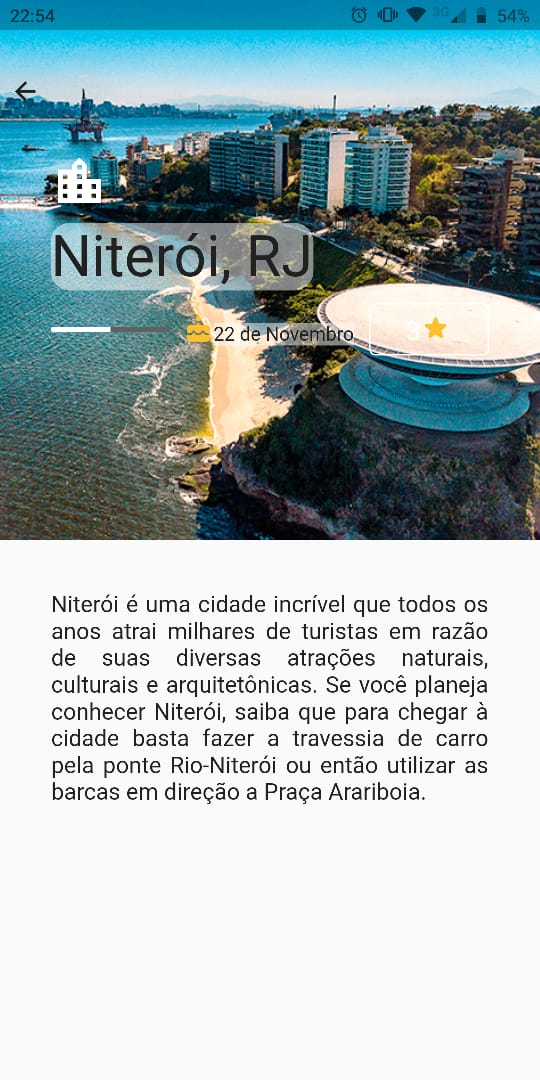 22:54
3G
54%
Niterói, RJ
22 de Novembro
3
Niterói é uma cidade incrível que todos os
anos atrai milhares de turistas em razão
de suas diversas atrações naturais,
culturais e arquitetônicas. Se você planeja
conhecer Niterói, saiba que para chegar à
cidade basta fazer a travessia de carro
pela ponte Rio-Niterói ou então utilizar as
barcas em direção a Praça Arariboia.